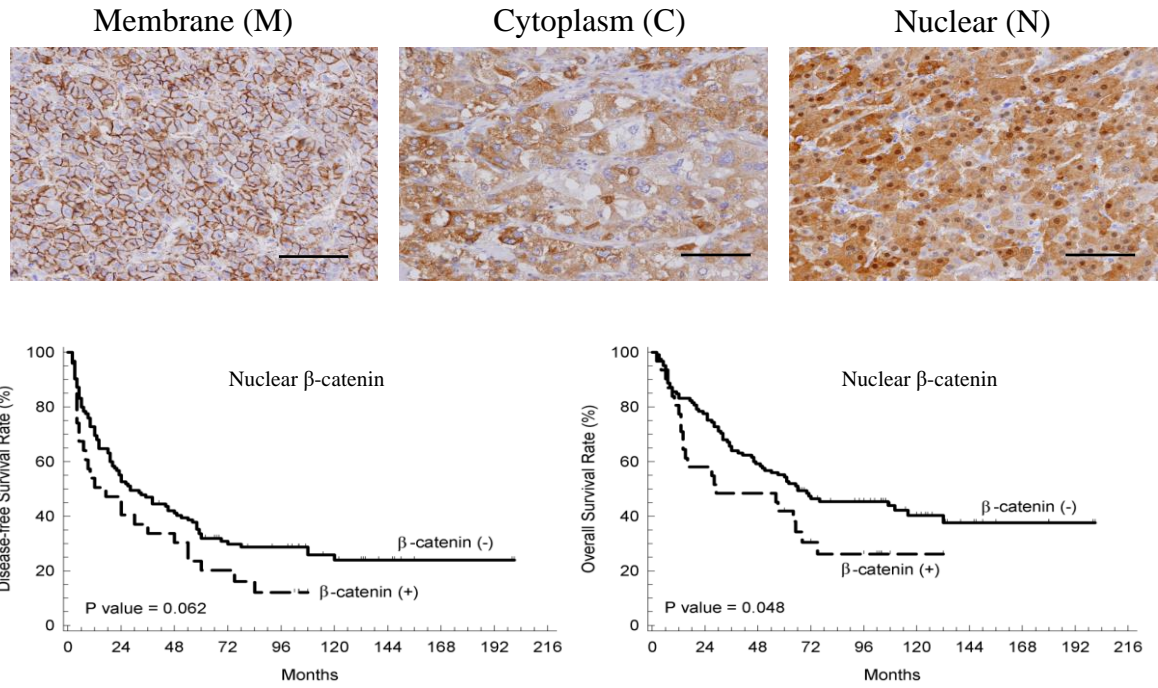 Membrane (M)
Cytoplasm (C)
Nuclear (N)
Disease-free Survival Rate (%)
100
80
60
40
20
0
Nuclear β-catenin
β-catenin (-)
β-catenin (+)
P value = 0.062
0 24 48 72 96 120 144 168 192 216
Months
Overall Survival Rate (%)
100
80
60
40
20
0
Nuclear β-catenin
β-catenin (-)
β-catenin (+)
P value = 0.048
0 24 48 72 96 120 144 168 192 216
Months